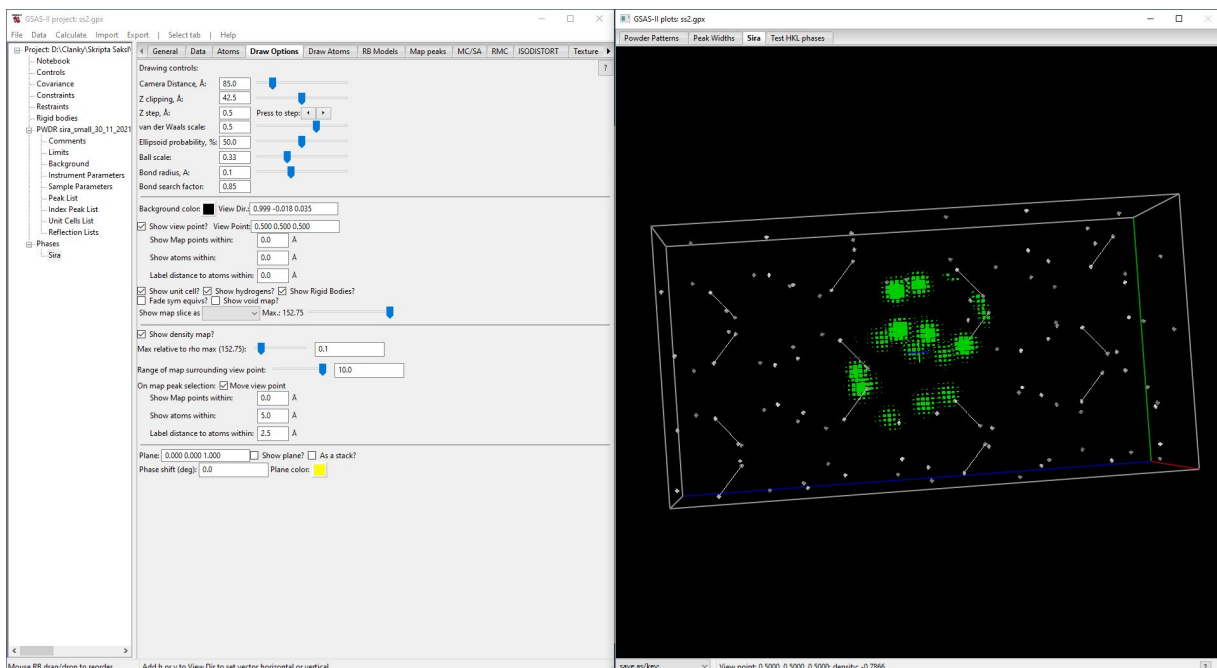 GSAS-II project: ss2.gpx
File Data Calculate Import Export | Select tab | Help
Project: D:\Clanky\Skripta Saksl\
Notebook
Controls
Covariance
Constraints
Restraints
Rigid bodies
PWDR sira_small_30_11_2021
Comments
Limits
Background
Instrument Parameters
Sample Parameters
Peak List
Index Peak List
Unit Cells List
Reflection Lists
Phases
Sira
General Data Atoms Draw Options Draw Atoms RB Models Map peaks MC/SA RMC ISODISTORT Texture
Drawing controls: ?
Camera Distance, Å: 85.0
Z clipping, Å: 42.5
Z step, Å: 0.5 Press to step:
van der Waals scale: 0.5
Ellipsoid probability, %: 50.0
Ball scale: 0.33
Bond radius, A: 0.1
Bond search factor: 0.85
Background color: View Dir.: 0.999 -0.018 0.035
Show view point? View Point: 0.500 0.500 0.500
Show Map points within: 0.0 Å
Show atoms within: 0.0 Å
Label distance to atoms within: 0.0 Å
Show unit cell? Show hydrogens? Show Rigid Bodies?
Fade sym equivs? Show void map?
Show map slice as Max.: 152.75
Show density map?
Max relative to rho max (152.75): 0.1
Range of map surrounding view point: 10.0
On map peak selection: Move view point
Show Map points within: 0.0 Å
Show atoms within: 5.0 Å
Label distance to atoms within: 2.5 Å
Plane: 0.000 0.000 1.000 Show plane? As a stack?
Phase shift (deg): 0.0 Plane color:
Mouse RB drag/drop to reorder
Add h or v to View Dir to set vector horizontal or vertical
GSAS-II plots: ss2.gpx
Powder Patterns Peak Widths Sira Test HKL phases
save as/key: View point: 0.5000, 0.5000, 0.5000; density: -0.7866 ?